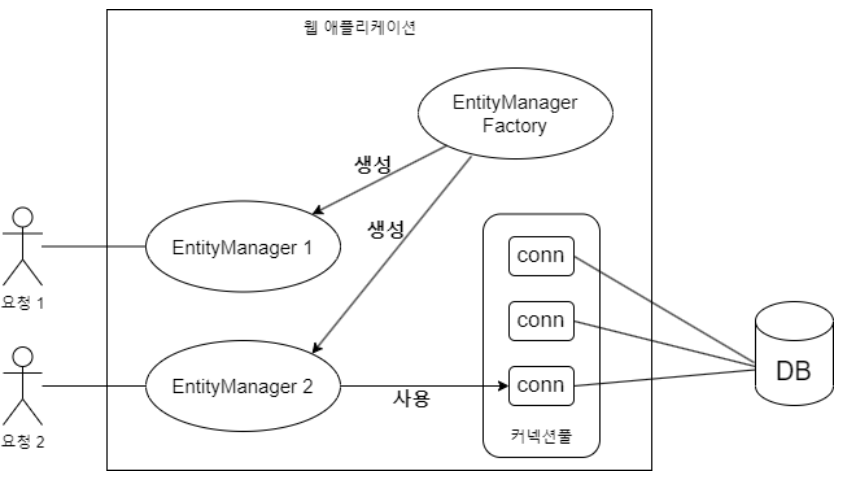 웹 애플리케이션
EntityManager
Factory
생성
생성
EntityManager 1
요청 1
conn
conn
conn
커넥션풀
EntityManager 2
요청 2
사용
DB